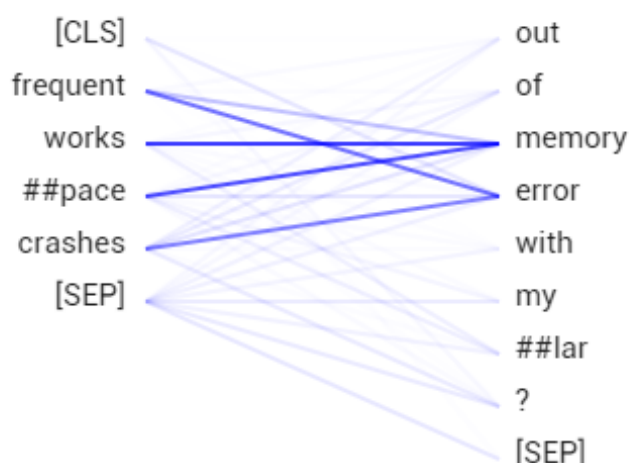 [CLS]
frequent
works
##pace
crashes
[SEP]
out
of
memory
error
with
my
##lar
?
[SEP]